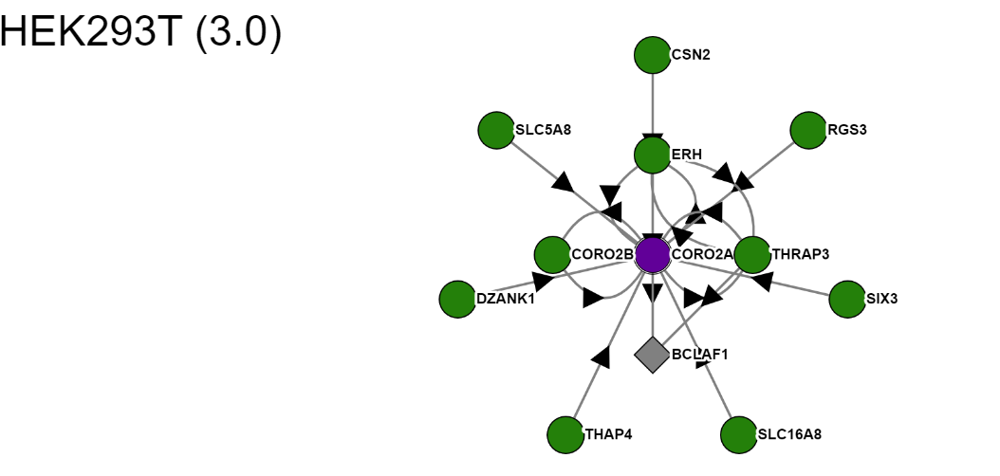 HEK293T (3.0)
CSN2
SLC5A8
RGS3
ERH
CORO2B
CORO2A
THRAP3
DZANK1
SIX3
BCLAF1
THAP4
SLC16A8